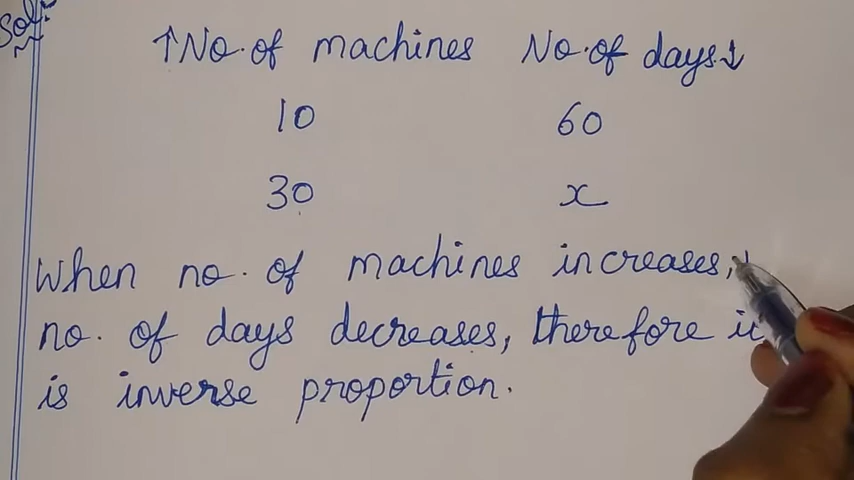 Sol:
↑No. of machines No. of days↓
10 60
30 x
When no. of machines increases,
no. of days decreases, therefore it
is inverse proportion.